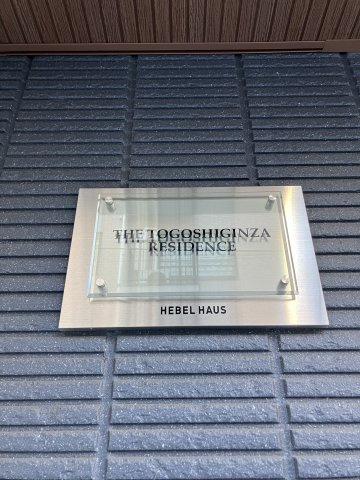 THE TOGOSHIGINZA
RESIDENCE
HEBEL HAUS